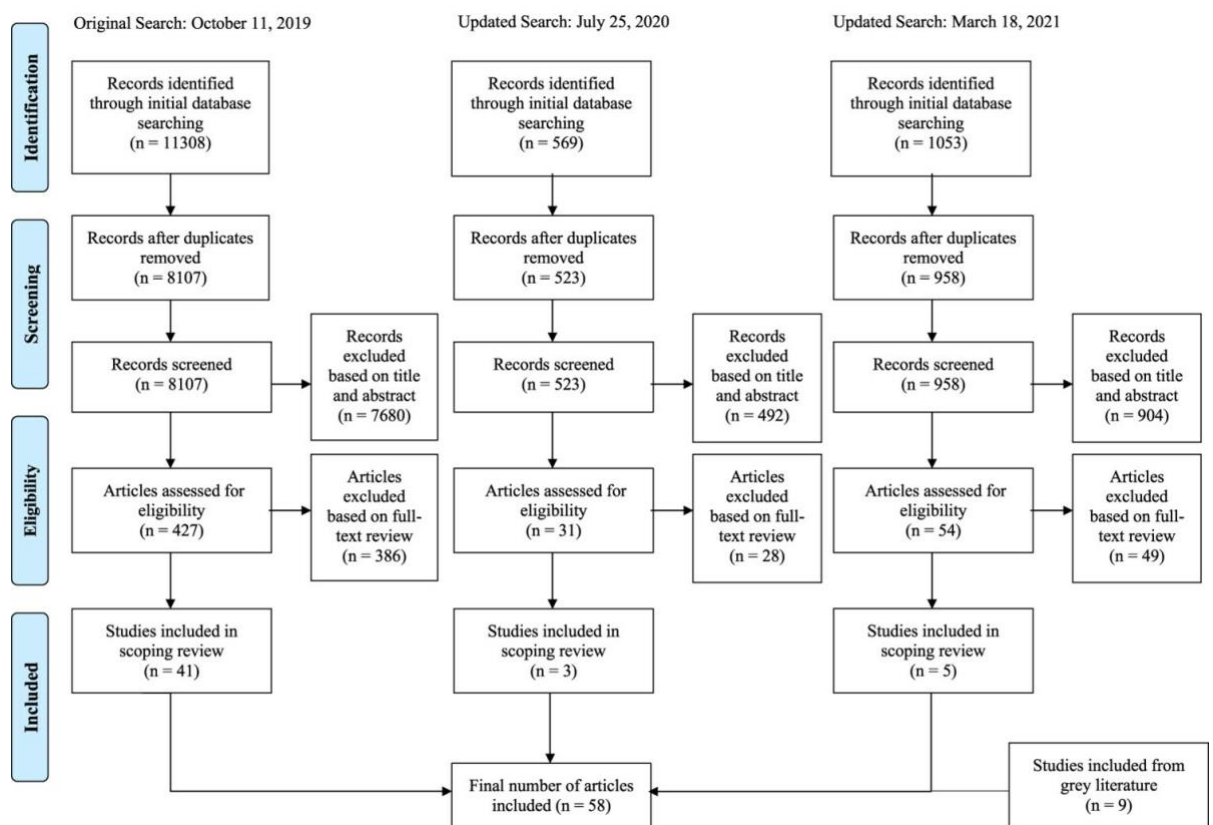 Original Search: October 11, 2019
Updated Search: July 25, 2020
Updated Search: March 18, 2021
Identification
Records identified
through initial database
searching
(n = 11308)
Records identified
through initial database
searching
(n = 569)
Records identified
through initial database
searching
(n = 1053)
Screening
Records after duplicates
removed
(n = 8107)
Records after duplicates
removed
(n = 523)
Records after duplicates
removed
(n = 958)
Records screened
(n = 8107)
Records
excluded
based on title
and abstract
(n = 7680)
Records screened
(n = 523)
Records
excluded
based on title
and abstract
(n = 492)
Records screened
(n = 958)
Records
excluded
based on title
and abstract
(n = 904)
Eligibility
Articles assessed for
eligibility
(n = 427)
Articles
excluded
based on full-
text review
(n = 386)
Articles assessed for
eligibility
(n = 31)
Articles
excluded
based on full-
text review
(n = 28)
Articles assessed for
eligibility
(n = 54)
Articles
excluded
based on full-
text review
(n = 49)
Included
Studies included in
scoping review
(n = 41)
Studies included in
scoping review
(n = 3)
Studies included in
scoping review
(n = 5)
Final number of articles
included (n = 58)
Studies included from
grey literature
(n = 9)